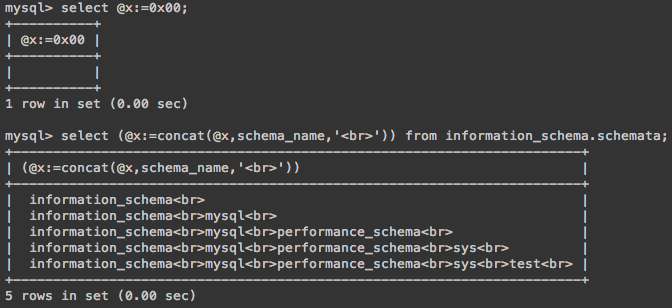 mysql> select @x:=0x00;
+----------+
| @x:=0x00 |
+----------+
|          |
+----------+
1 row in set (0.00 sec)

mysql> select (@x:=concat(@x,schema_name,'<br>')) from information_schema.schemata;
+----------------------------------------------------------------------+
| (@x:=concat(@x,schema_name,'<br>'))                                  |
+----------------------------------------------------------------------+
|  information_schema<br>                                              |
|  information_schema<br>mysql<br>                                     |
|  information_schema<br>mysql<br>performance_schema<br>               |
|  information_schema<br>mysql<br>performance_schema<br>sys<br>        |
|  information_schema<br>mysql<br>performance_schema<br>sys<br>test<br> |
+----------------------------------------------------------------------+
5 rows in set (0.00 sec)